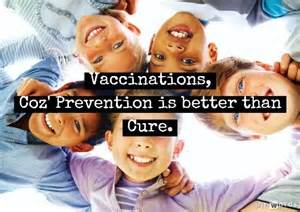 Vaccinations,
Coz' Prevention is better than
Cure.